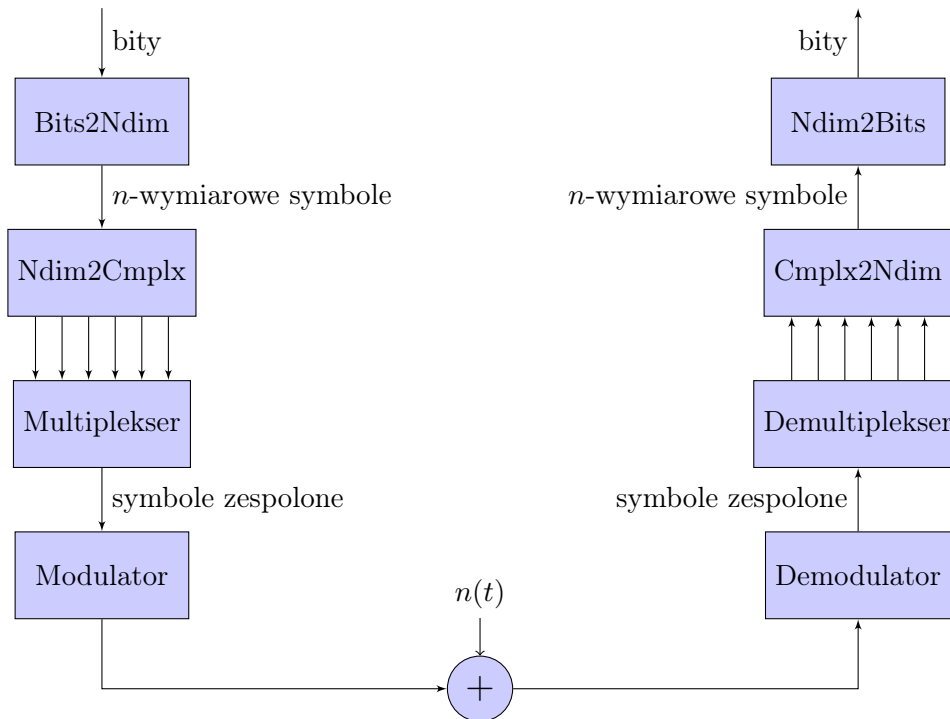 bity
Bits2Ndim
n-wymiarowe symbole
Ndim2Cmplx
Multiplekser
symbole zespolone
Modulator
n(t)
+
bity
Ndim2Bits
n-wymiarowe symbole
Cmplx2Ndim
Demultiplekser
symbole zespolone
Demodulator